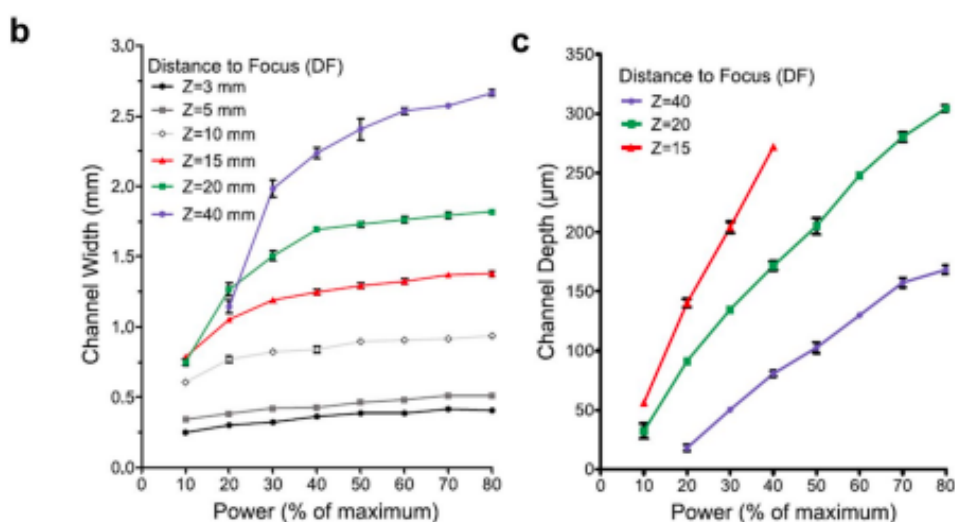 b
Channel Width (mm)
3.0
2.5
2.0
1.5
1.0
0.5
0.0
Distance to Focus (DF)
Z=3 mm
Z=5 mm
Z=10 mm
Z=15 mm
Z=20 mm
Z=40 mm
0 10 20 30 40 50 60 70 80
Power (% of maximum)
c
Channel Depth (µm)
350
300
250
200
150
100
50
0
Distance to Focus (DF)
Z=40
Z=20
Z=15
0 10 20 30 40 50 60 70 80
Power (% of maximum)